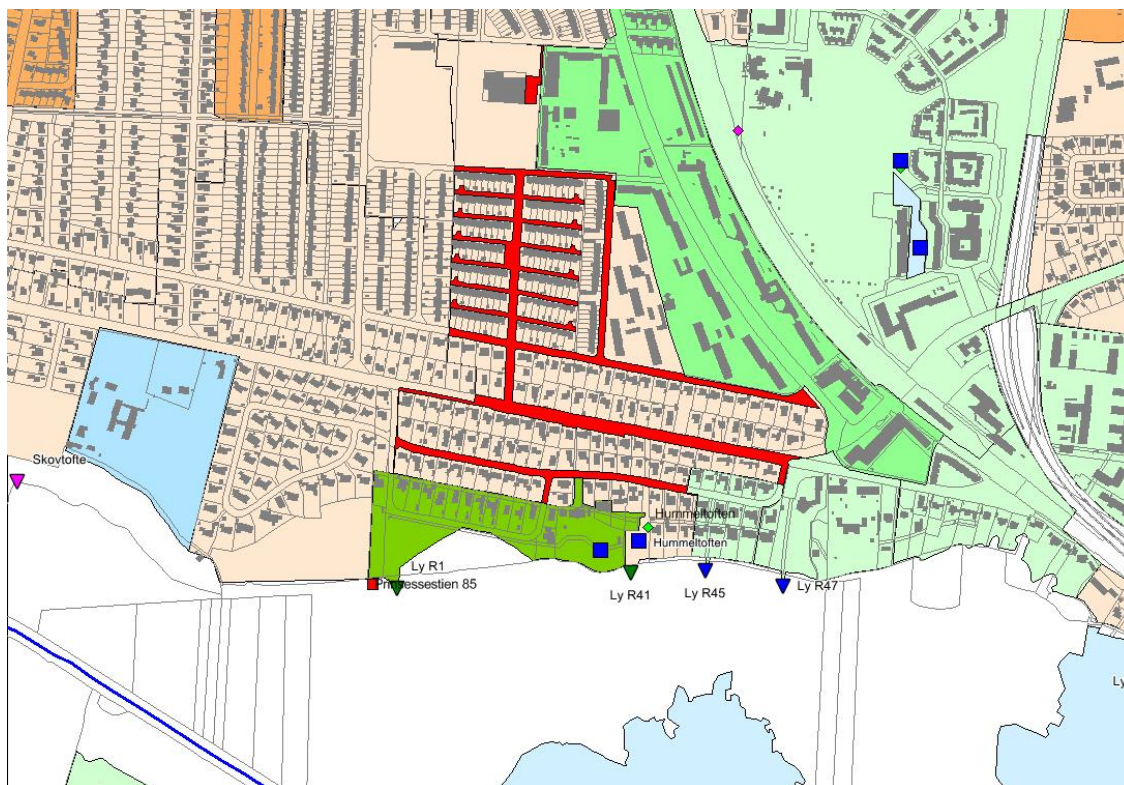 Skovtofte
Hummeltoften
Hummeltoften
Ly R1
Prinsessestien 85
Ly R41
Ly R45
Ly R47
Ly